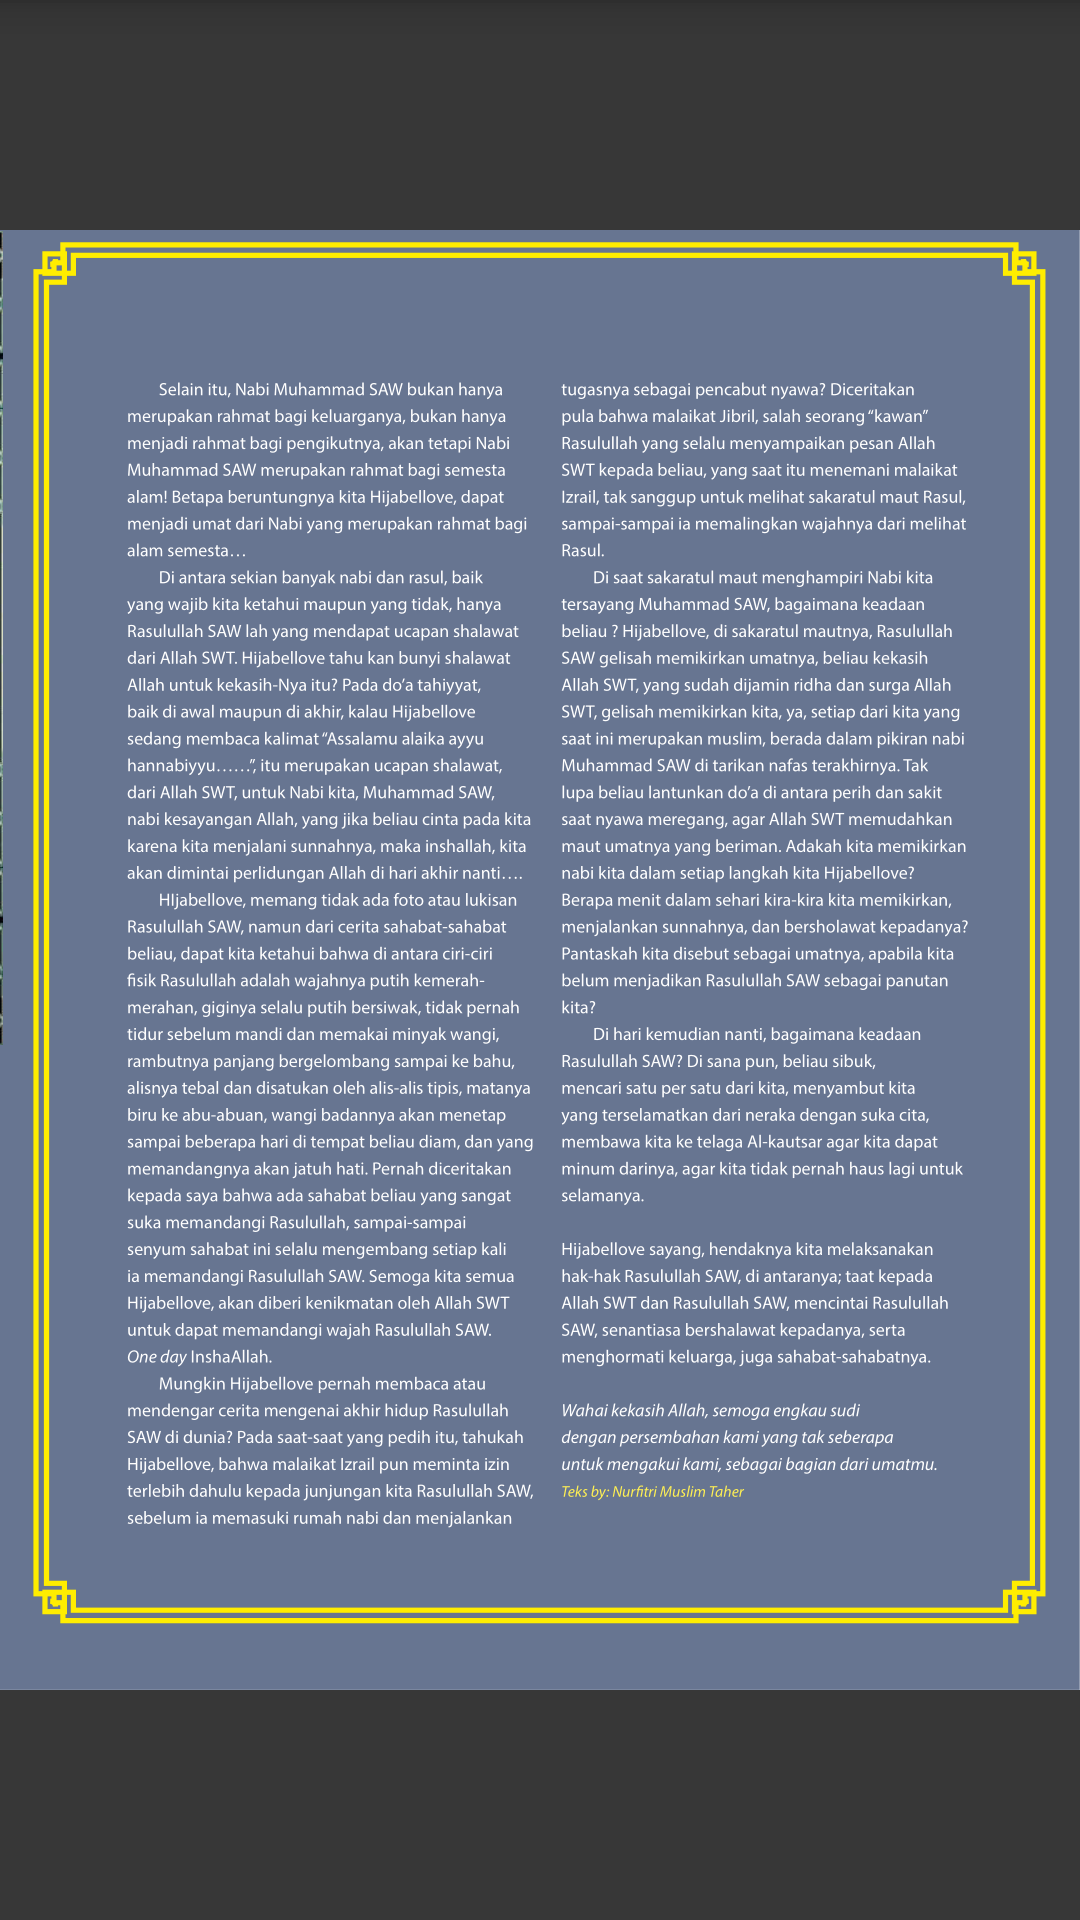 Selain itu, Nabi Muhammad SAW bukan hanya
merupakan rahmat bagi keluarganya, bukan hanya
menjadi rahmat bagi pengikutnya, akan tetapi Nabi
Muhammad SAW merupakan rahmat bagi semesta
alam! Betapa beruntungnya kita Hijabellove, dapat
menjadi umat dari Nabi yang merupakan rahmat bagi
alam semesta…
Di antara sekian banyak nabi dan rasul, baik
yang wajib kita ketahui maupun yang tidak, hanya
Rasulullah SAW lah yang mendapat ucapan shalawat
dari Allah SWT. Hijabellove tahu kan bunyi shalawat
Allah untuk kekasih-Nya itu? Pada do’a tahiyyat,
baik di awal maupun di akhir, kalau Hijabellove
sedang membaca kalimat “Assalamu alaika ayyu
hannabiyyu……”, itu merupakan ucapan shalawat,
dari Allah SWT, untuk Nabi kita, Muhammad SAW,
nabi kesayangan Allah, yang jika beliau cinta pada kita
karena kita menjalani sunnahnya, maka inshallah, kita
akan dimintai perlidungan Allah di hari akhir nanti….
HIjabellove, memang tidak ada foto atau lukisan
Rasulullah SAW, namun dari cerita sahabat-sahabat
beliau, dapat kita ketahui bahwa di antara ciri-ciri
fisik Rasulullah adalah wajahnya putih kemerah-
merahan, giginya selalu putih bersiwak, tidak pernah
tidur sebelum mandi dan memakai minyak wangi,
rambutnya panjang bergelombang sampai ke bahu,
alisnya tebal dan disatukan oleh alis-alis tipis, matanya
biru ke abu-abuan, wangi badannya akan menetap
sampai beberapa hari di tempat beliau diam, dan yang
memandangnya akan jatuh hati. Pernah diceritakan
kepada saya bahwa ada sahabat beliau yang sangat
suka memandangi Rasulullah, sampai-sampai
senyum sahabat ini selalu mengembang setiap kali
ia memandangi Rasulullah SAW. Semoga kita semua
Hijabellove, akan diberi kenikmatan oleh Allah SWT
untuk dapat memandangi wajah Rasulullah SAW.
One day InshaAllah.
Mungkin Hijabellove pernah membaca atau
mendengar cerita mengenai akhir hidup Rasulullah
SAW di dunia? Pada saat-saat yang pedih itu, tahukah
Hijabellove, bahwa malaikat Izrail pun meminta izin
terlebih dahulu kepada junjungan kita Rasulullah SAW,
sebelum ia memasuki rumah nabi dan menjalankan
tugasnya sebagai pencabut nyawa? Diceritakan
pula bahwa malaikat Jibril, salah seorang “kawan”
Rasulullah yang selalu menyampaikan pesan Allah
SWT kepada beliau, yang saat itu menemani malaikat
Izrail, tak sanggup untuk melihat sakaratul maut Rasul,
sampai-sampai ia memalingkan wajahnya dari melihat
Rasul.
Di saat sakaratul maut menghampiri Nabi kita
tersayang Muhammad SAW, bagaimana keadaan
beliau ? Hijabellove, di sakaratul mautnya, Rasulullah
SAW gelisah memikirkan umatnya, beliau kekasih
Allah SWT, yang sudah dijamin ridha dan surga Allah
SWT, gelisah memikirkan kita, ya, setiap dari kita yang
saat ini merupakan muslim, berada dalam pikiran nabi
Muhammad SAW di tarikan nafas terakhirnya. Tak
lupa beliau lantunkan do’a di antara perih dan sakit
saat nyawa meregang, agar Allah SWT memudahkan
maut umatnya yang beriman. Adakah kita memikirkan
nabi kita dalam setiap langkah kita Hijabellove?
Berapa menit dalam sehari kira-kira kita memikirkan,
menjalankan sunnahnya, dan bersholawat kepadanya?
Pantaskah kita disebut sebagai umatnya, apabila kita
belum menjadikan Rasulullah SAW sebagai panutan
kita?
Di hari kemudian nanti, bagaimana keadaan
Rasulullah SAW? Di sana pun, beliau sibuk,
mencari satu per satu dari kita, menyambut kita
yang terselamatkan dari neraka dengan suka cita,
membawa kita ke telaga Al-kautsar agar kita dapat
minum darinya, agar kita tidak pernah haus lagi untuk
selamanya.
Hijabellove sayang, hendaknya kita melaksanakan
hak-hak Rasulullah SAW, di antaranya; taat kepada
Allah SWT dan Rasulullah SAW, mencintai Rasulullah
SAW, senantiasa bershalawat kepadanya, serta
menghormati keluarga, juga sahabat-sahabatnya.
Wahai kekasih Allah, semoga engkau sudi
dengan persembahan kami yang tak seberapa
untuk mengakui kami, sebagai bagian dari umatmu.
Teks by: Nurfitri Muslim Taher